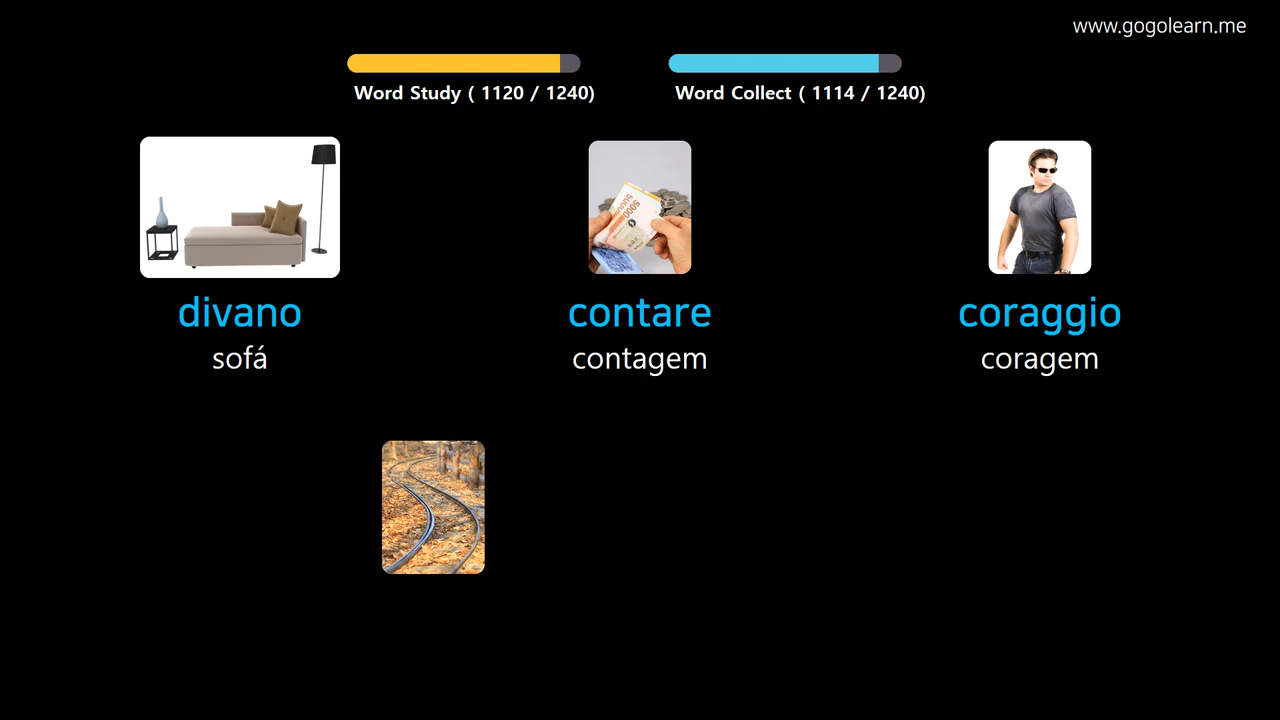 www.gogolearn.me
Word Study ( 1120 / 1240)
Word Collect ( 1114 / 1240)
divano
contare
coraggio
sofá
contagem
coragem